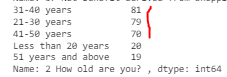 31-40 years 81
21-30 years 79
41-50 yaers 70
Less than 20 years 20
51 years and above 19
Name: 2 How old are you? , dtype: int64